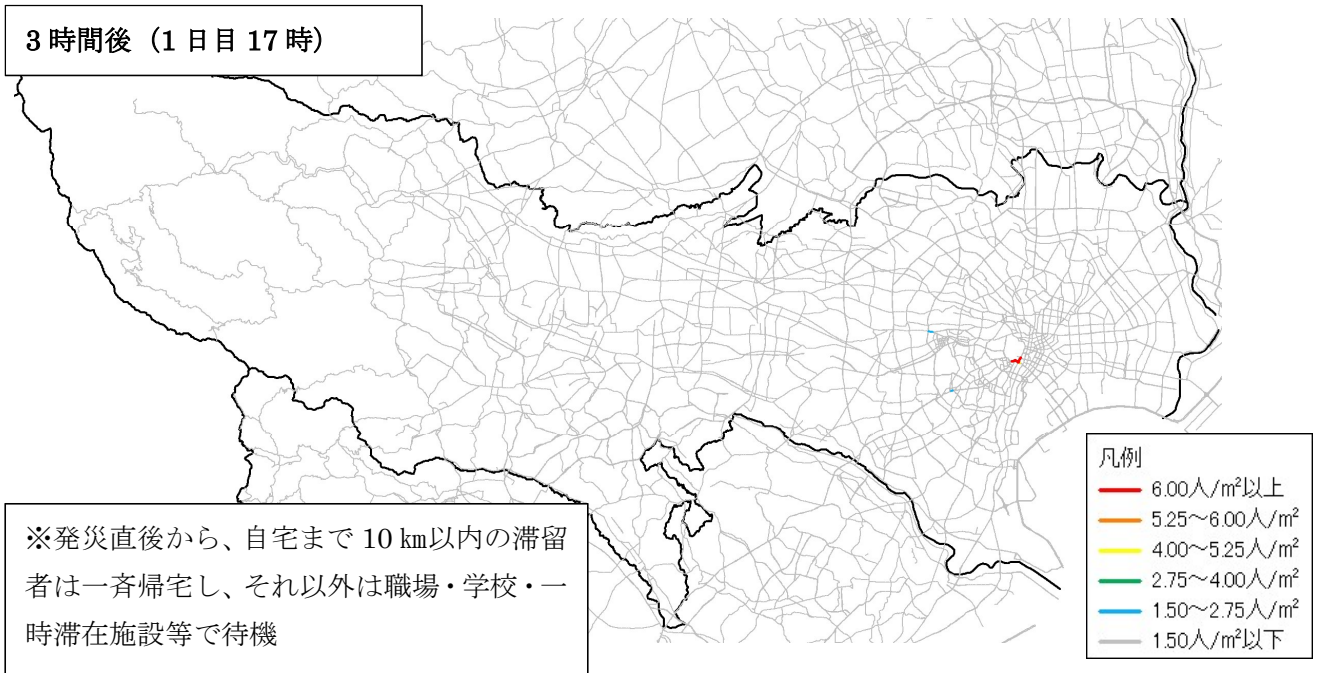 3 時間後（1 日目 17 時）
凡例
6.00人/m²以上
5.25～6.00人/m²
4.00～5.25人/m²
2.75～4.00人/m²
1.50～2.75人/m²
1.50人/m²以下
※発災直後から、自宅まで 10 ㎞以内の滞留
者は一斉帰宅し、それ以外は職場・学校・一
時滞在施設等で待機